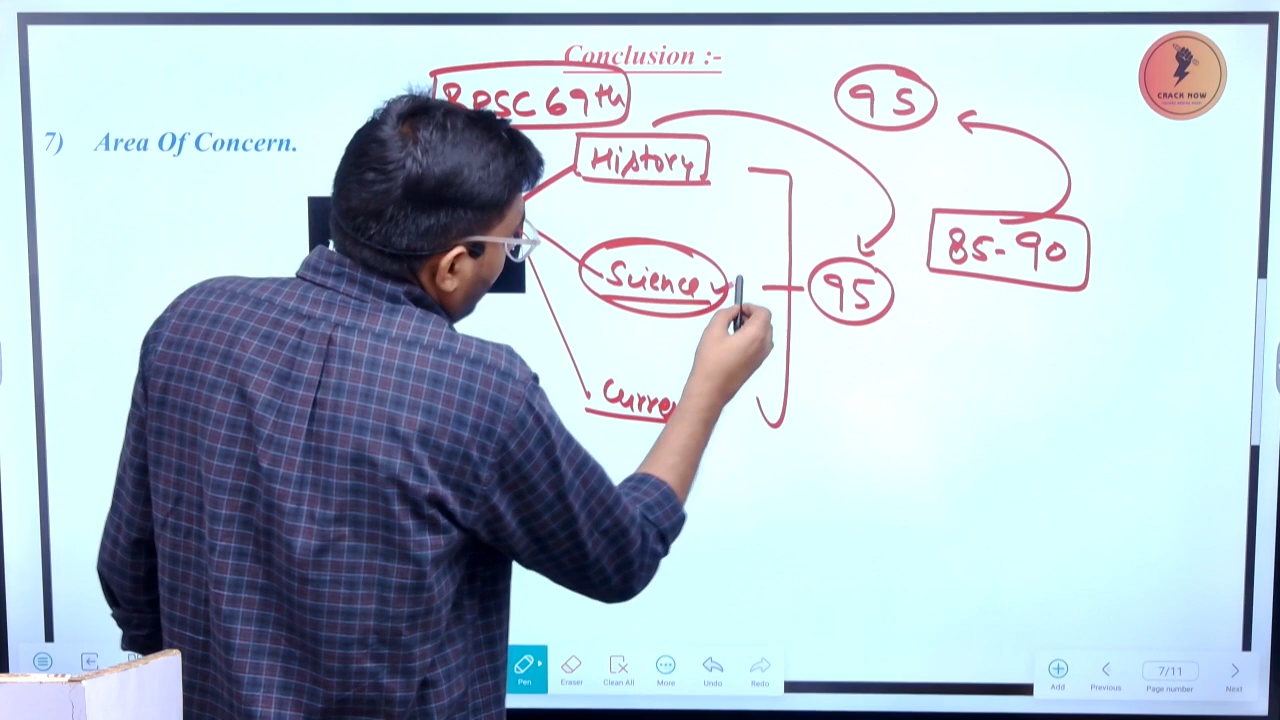 Conclusion :-
BPSC 69th
95
CRACK NOW
7) Area Of Concern.
History
85-90
Science
95
Pen
Eraser
Clean All
More
Undo
Redo
Add
Previous
7/11
Page number
Next